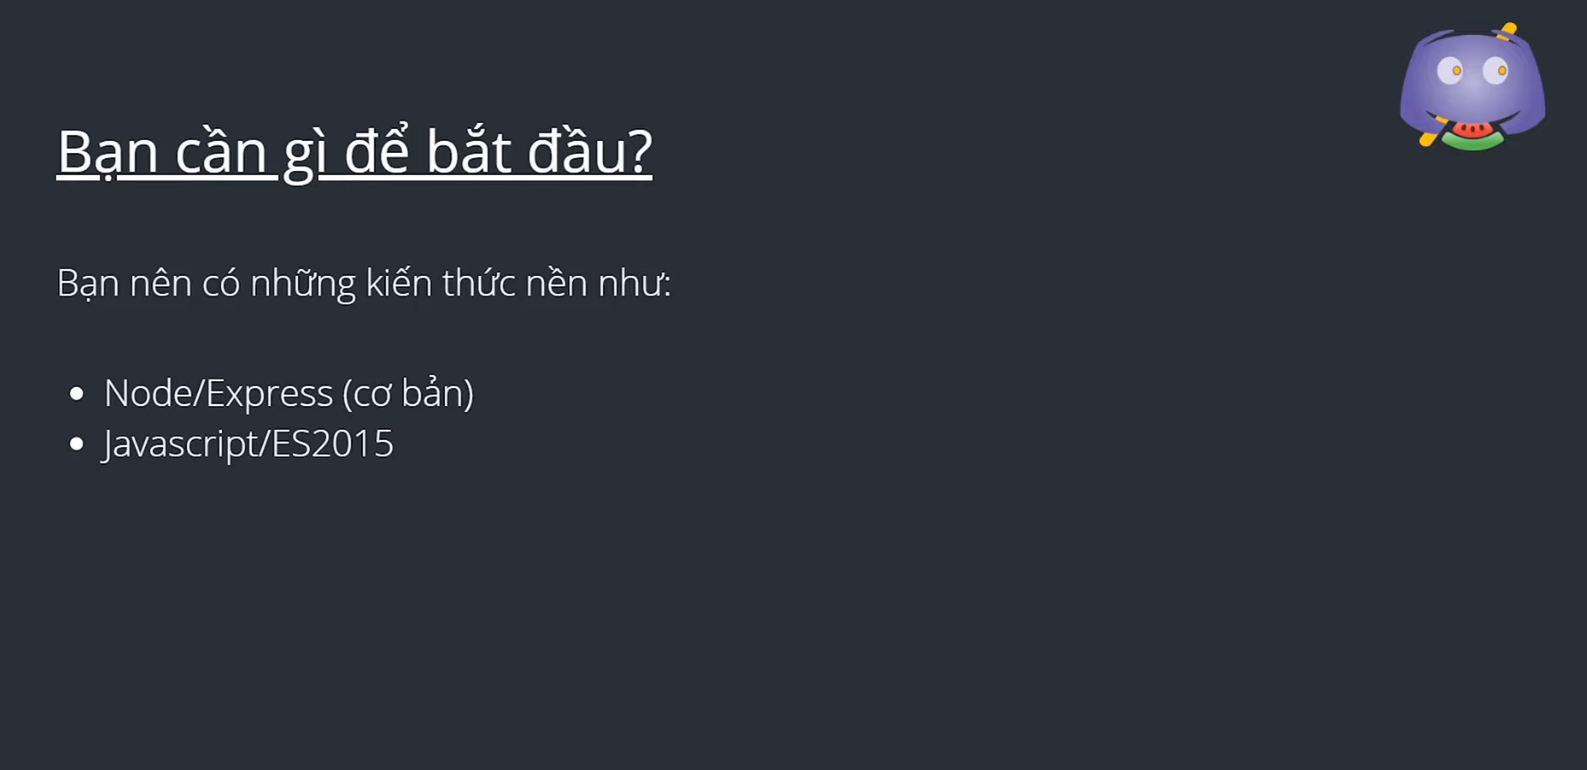 Bạn cần gì để bắt đầu?
Bạn nên có những kiến thức nền như:
• Node/Express (cơ bản)
• Javascript/ES2015